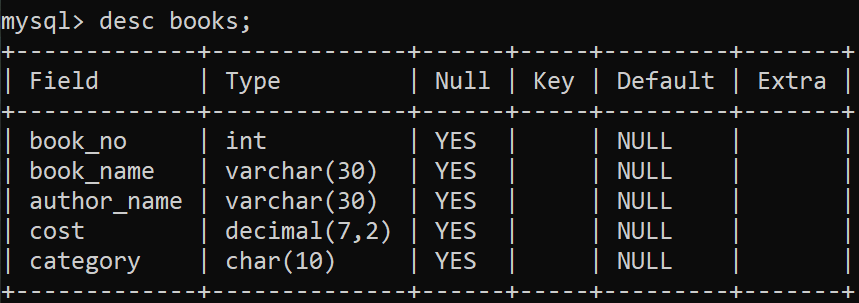 mysql> desc books;
+-------------+--------------+------+-----+---------+-------+
| Field       | Type         | Null | Key | Default | Extra |
+-------------+--------------+------+-----+---------+-------+
| book_no     | int          | YES  |     | NULL    |       |
| book_name   | varchar(30)  | YES  |     | NULL    |       |
| author_name | varchar(30)  | YES  |     | NULL    |       |
| cost        | decimal(7,2) | YES  |     | NULL    |       |
| category    | char(10)     | YES  |     | NULL    |       |
+-------------+--------------+------+-----+---------+-------+